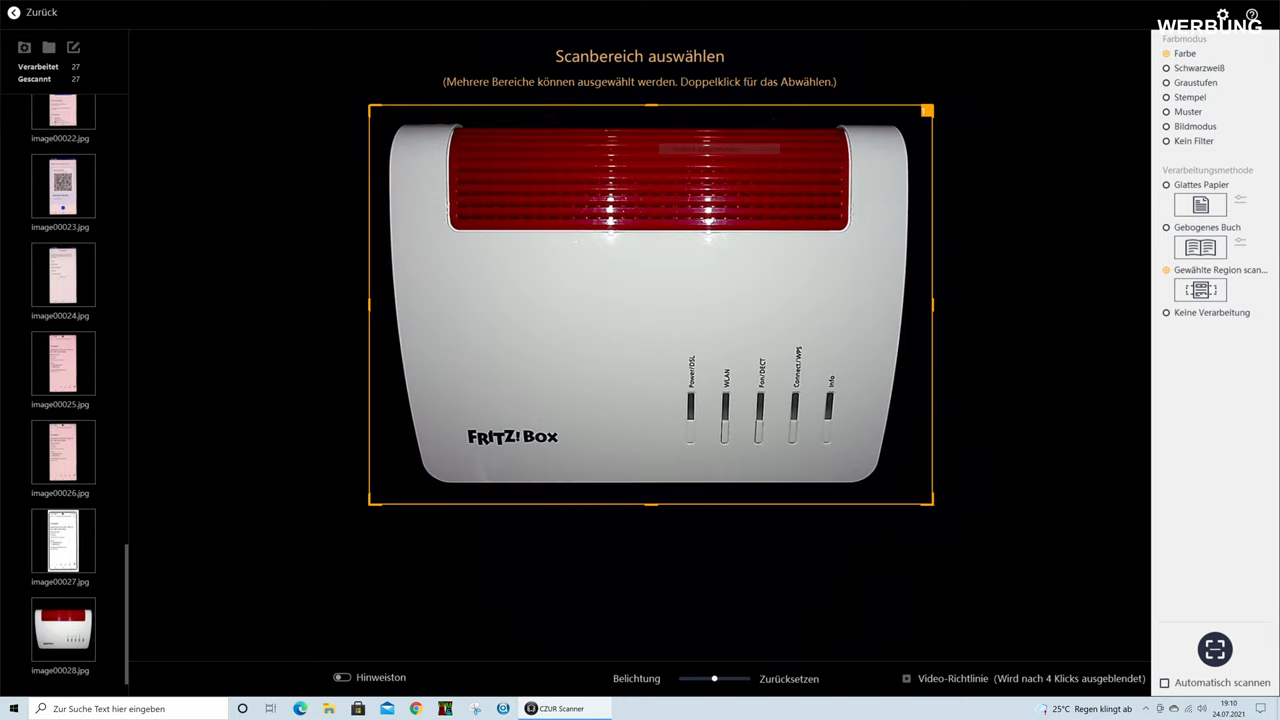 Zurück
WERBUNG
Verarbeitet 27
Gescannt 27
image00022.jpg
image00023.jpg
image00024.jpg
image00025.jpg
image00026.jpg
image00027.jpg
image00028.jpg
Scanbereich auswählen
(Mehrere Bereiche können ausgewählt werden. Doppelklick für das Abwählen.)
Power/DSL
WLAN
Fon/DECT
Connect/WPS
Info
FRITZ! Box
Hinweiston
Belichtung
Zurücksetzen
Video-Richtlinie (Wird nach 4 Klicks ausgeblendet)
Farbmodus
Farbe
Schwarzweiß
Graustufen
Stempel
Muster
Bildmodus
Kein Filter
Verarbeitungsmethode
Glattes Papier
Gebogenes Buch
Gewählte Region scan...
Keine Verarbeitung
Automatisch scannen
Zur Suche Text hier eingeben
CZUR Scanner
25°C Regen klingt ab
19:10
24.07.2021